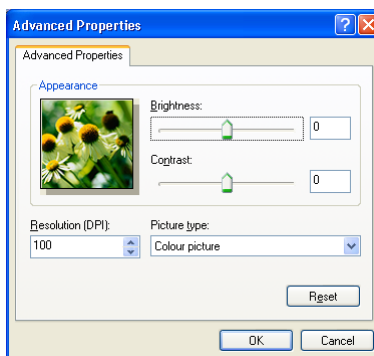 Advanced Properties
Advanced Properties
Appearance
Brightness:
0
Contrast:
0
Resolution (DPI):
100
Picture type:
Colour picture
Reset
OK
Cancel